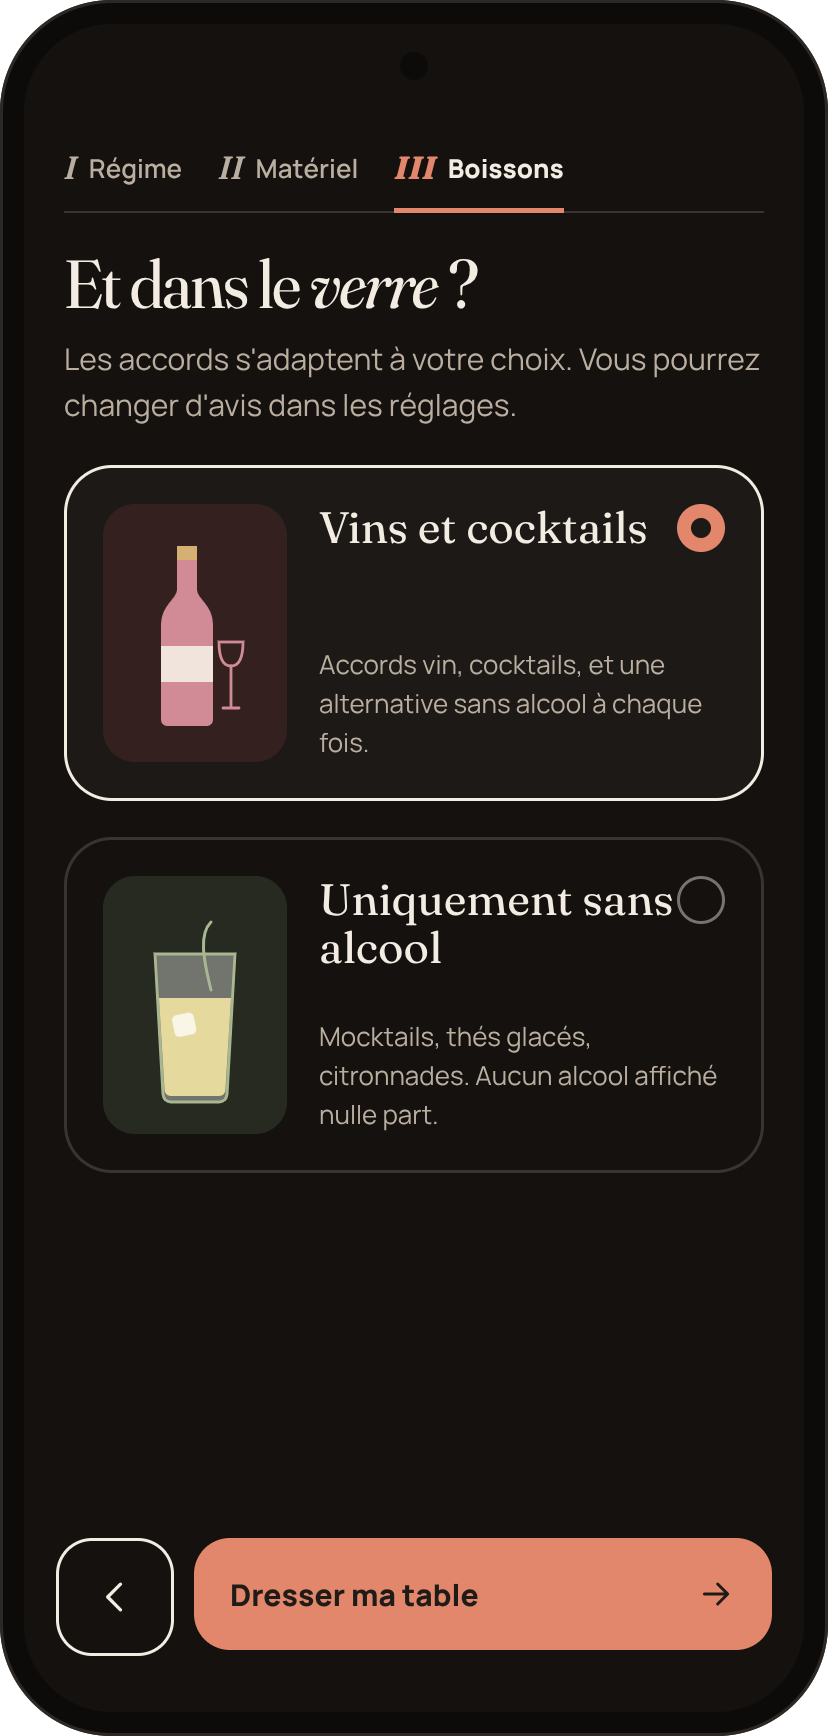 I Régime II Matériel III Boissons
Et dans le verre ?
Les accords s'adaptent à votre choix. Vous pourrez
changer d'avis dans les réglages.
Vins et cocktails
Accords vin, cocktails, et une
alternative sans alcool à chaque
fois.
Uniquement sans
alcool
Mocktails, thés glacés,
citronnades. Aucun alcool affiché
nulle part.
Dresser ma table